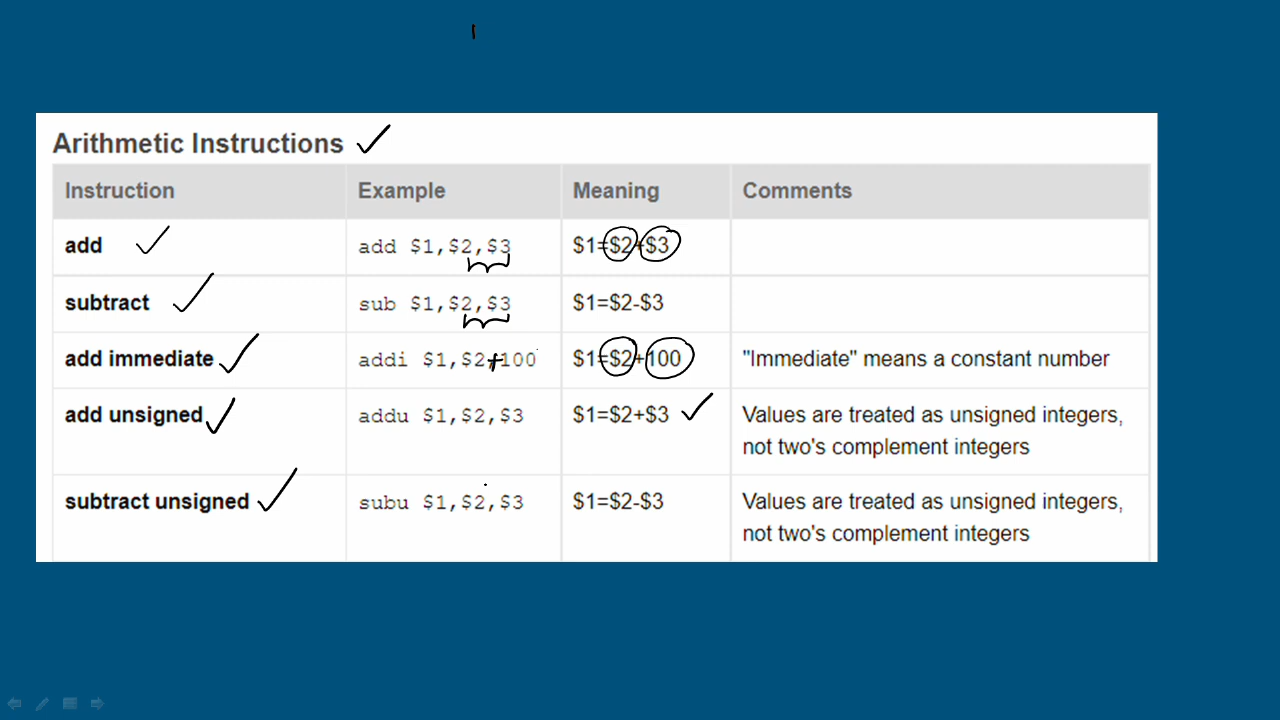 Arithmetic Instructions
Instruction Example Meaning Comments
add add $1,$2,$3 $1=$2+$3
subtract sub $1,$2,$3 $1=$2-$3
add immediate addi $1,$2+100 $1=$2+100 "Immediate" means a constant number
add unsigned addu $1,$2,$3 $1=$2+$3 Values are treated as unsigned integers,
not two's complement integers
subtract unsigned subu $1,$2,$3 $1=$2-$3 Values are treated as unsigned integers,
not two's complement integers